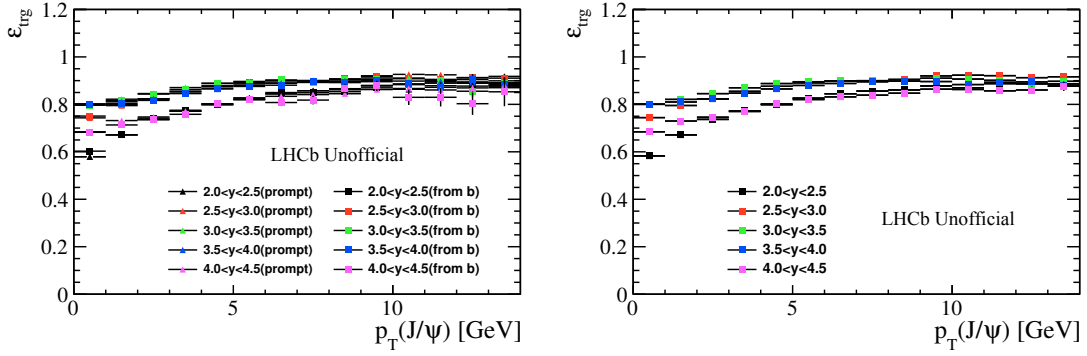 ε_trg
1.2
1
0.8
0.6
0.4
0.2
0
LHCb Unofficial
2.0<y<2.5(prompt) 2.0<y<2.5(from b)
2.5<y<3.0(prompt) 2.5<y<3.0(from b)
3.0<y<3.5(prompt) 3.0<y<3.5(from b)
3.5<y<4.0(prompt) 3.5<y<4.0(from b)
4.0<y<4.5(prompt) 4.0<y<4.5(from b)
0 5 10
p_T(J/ψ) [GeV]
ε_trg
1.2
1
0.8
0.6
0.4
0.2
0
2.0<y<2.5
2.5<y<3.0
3.0<y<3.5
3.5<y<4.0
4.0<y<4.5
LHCb Unofficial
0 5 10
p_T(J/ψ) [GeV]